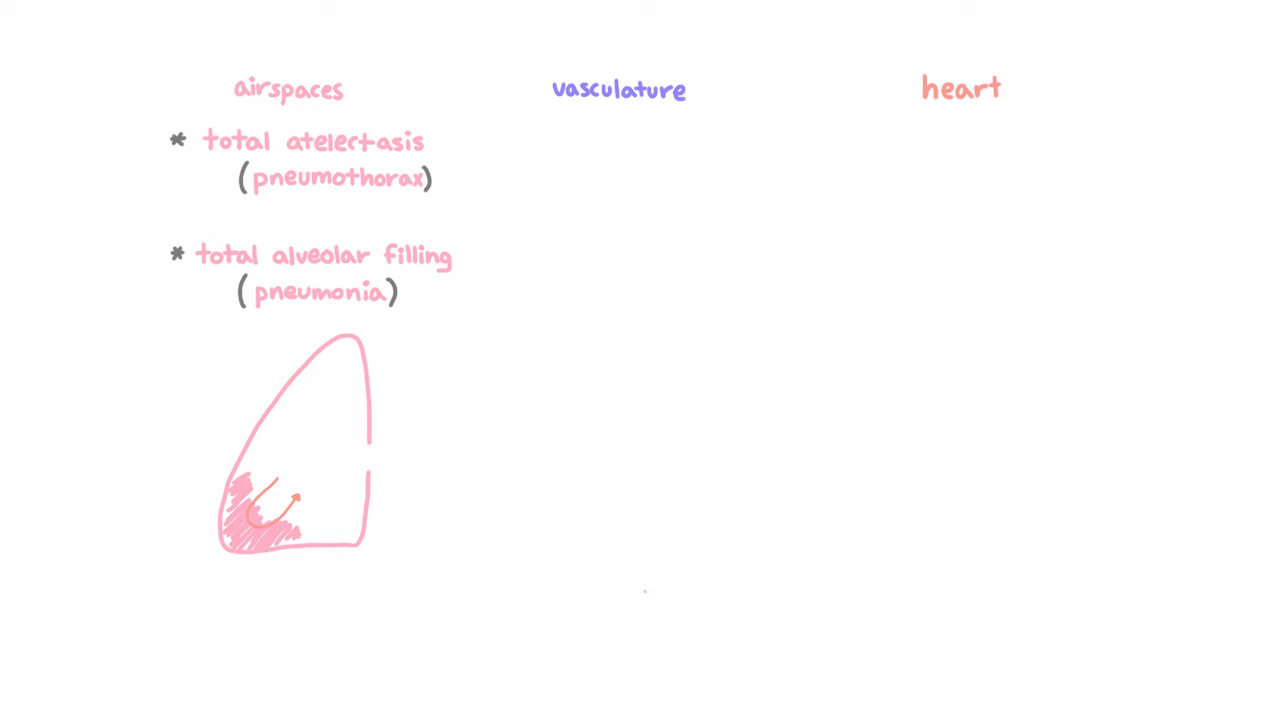 airspaces
vasculature
heart
* total atelectasis
(pneumothorax)
* total alveolar filling
(pneumonia)